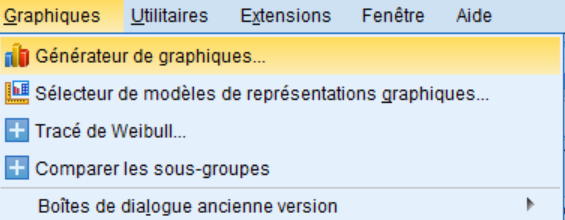 Graphiques Utilitaires Extensions Fenêtre Aide
Générateur de graphiques...
Sélecteur de modèles de représentations graphiques...
Tracé de Weibull...
Comparer les sous-groupes
Boîtes de dialogue ancienne version